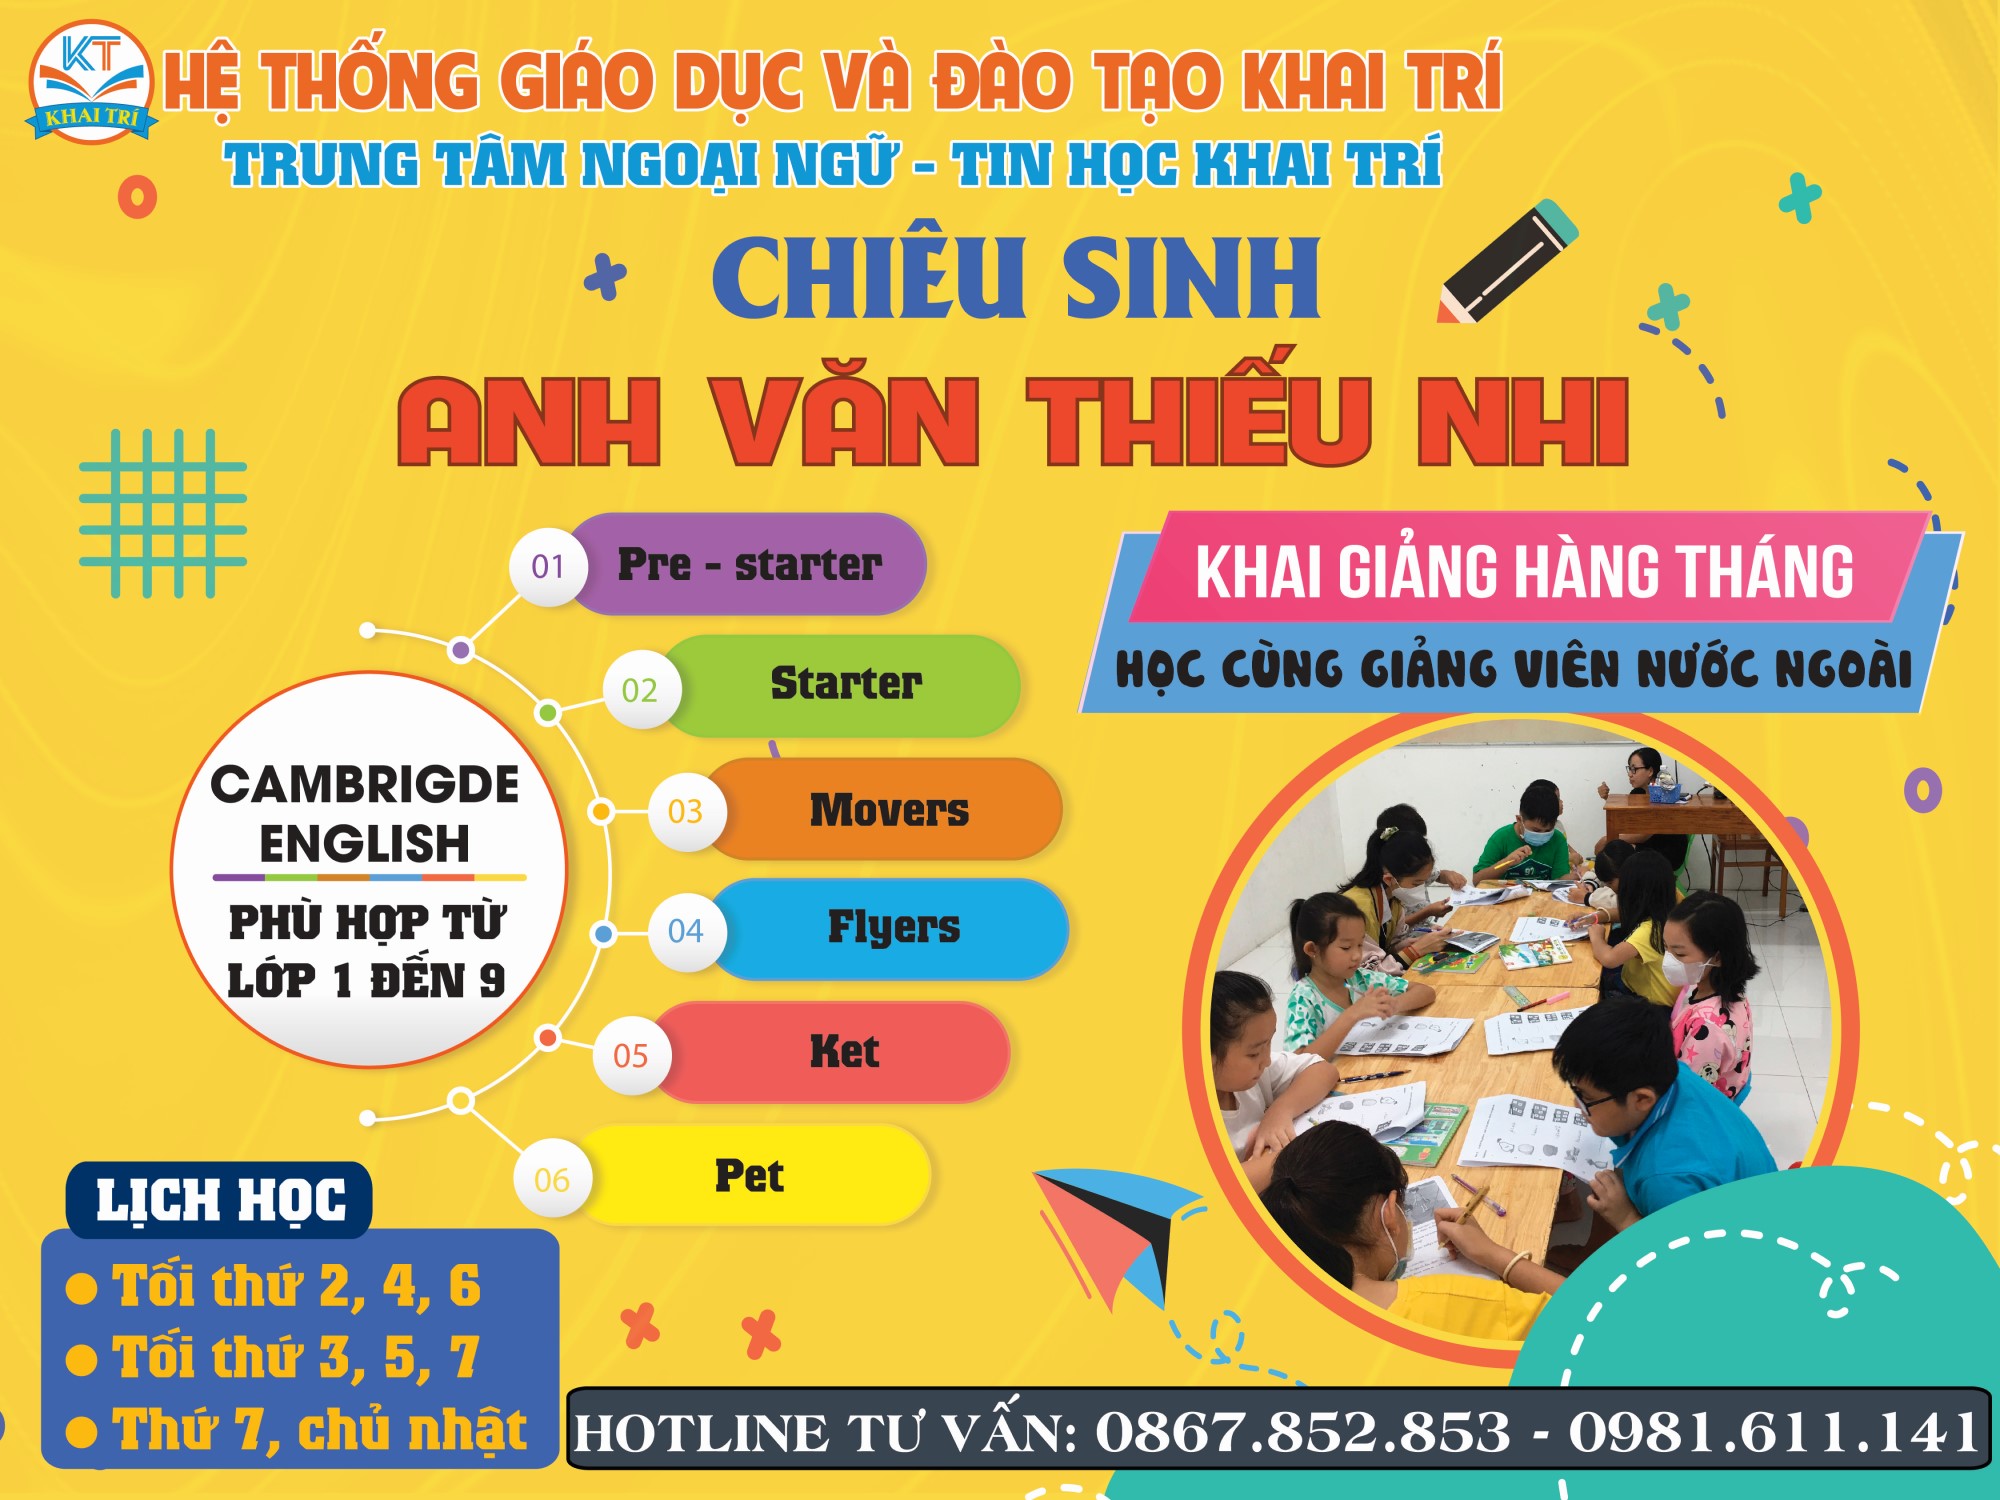 KT
KHAI TRÍ
HỆ THỐNG GIÁO DỤC VÀ ĐÀO TẠO KHAI TRÍ
TRUNG TÂM NGOẠI NGỮ - TIN HỌC KHAI TRÍ
CHIÊU SINH
ANH VĂN THIẾU NHI
01 Pre - starter
02 Starter
03 Movers
04 Flyers
05 Ket
06 Pet
CAMBRIGDE
ENGLISH
PHÙ HỢP TỪ
LỚP 1 ĐẾN 9
KHAI GIẢNG HÀNG THÁNG
HỌC CÙNG GIẢNG VIÊN NƯỚC NGOÀI
LỊCH HỌC
Tối thứ 2, 4, 6
Tối thứ 3, 5, 7
Thứ 7, chủ nhật
HOTLINE TƯ VẤN: 0867.852.853 - 0981.611.141